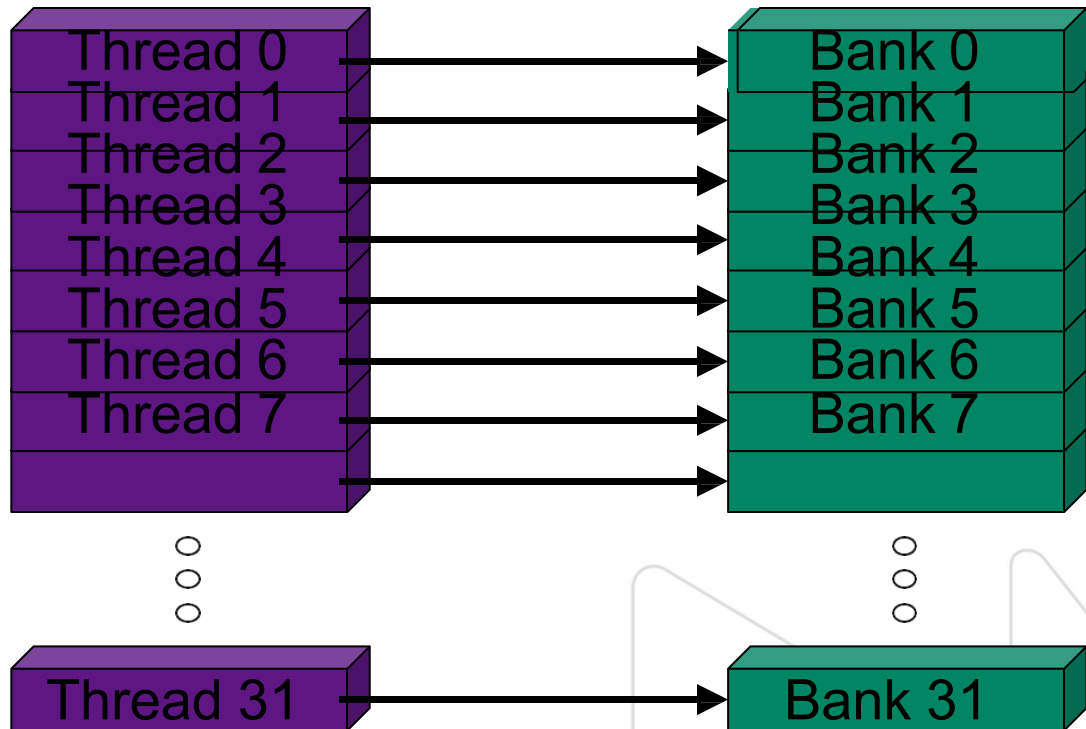 Thread 0
Thread 1
Thread 2
Thread 3
Thread 4
Thread 5
Thread 6
Thread 7
Thread 31
Bank 0
Bank 1
Bank 2
Bank 3
Bank 4
Bank 5
Bank 6
Bank 7
Bank 31